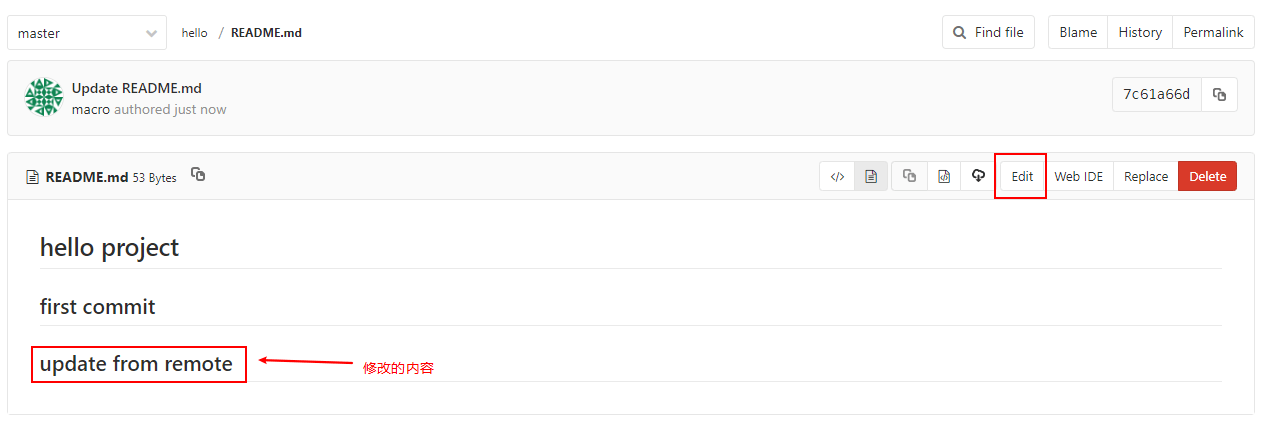 master
hello / README.md
Find file
Blame
History
Permalink
Update README.md
macro authored just now
7c61a66d
README.md 53 Bytes
</>
Edit
Web IDE
Replace
Delete
hello project
first commit
update from remote
修改的内容